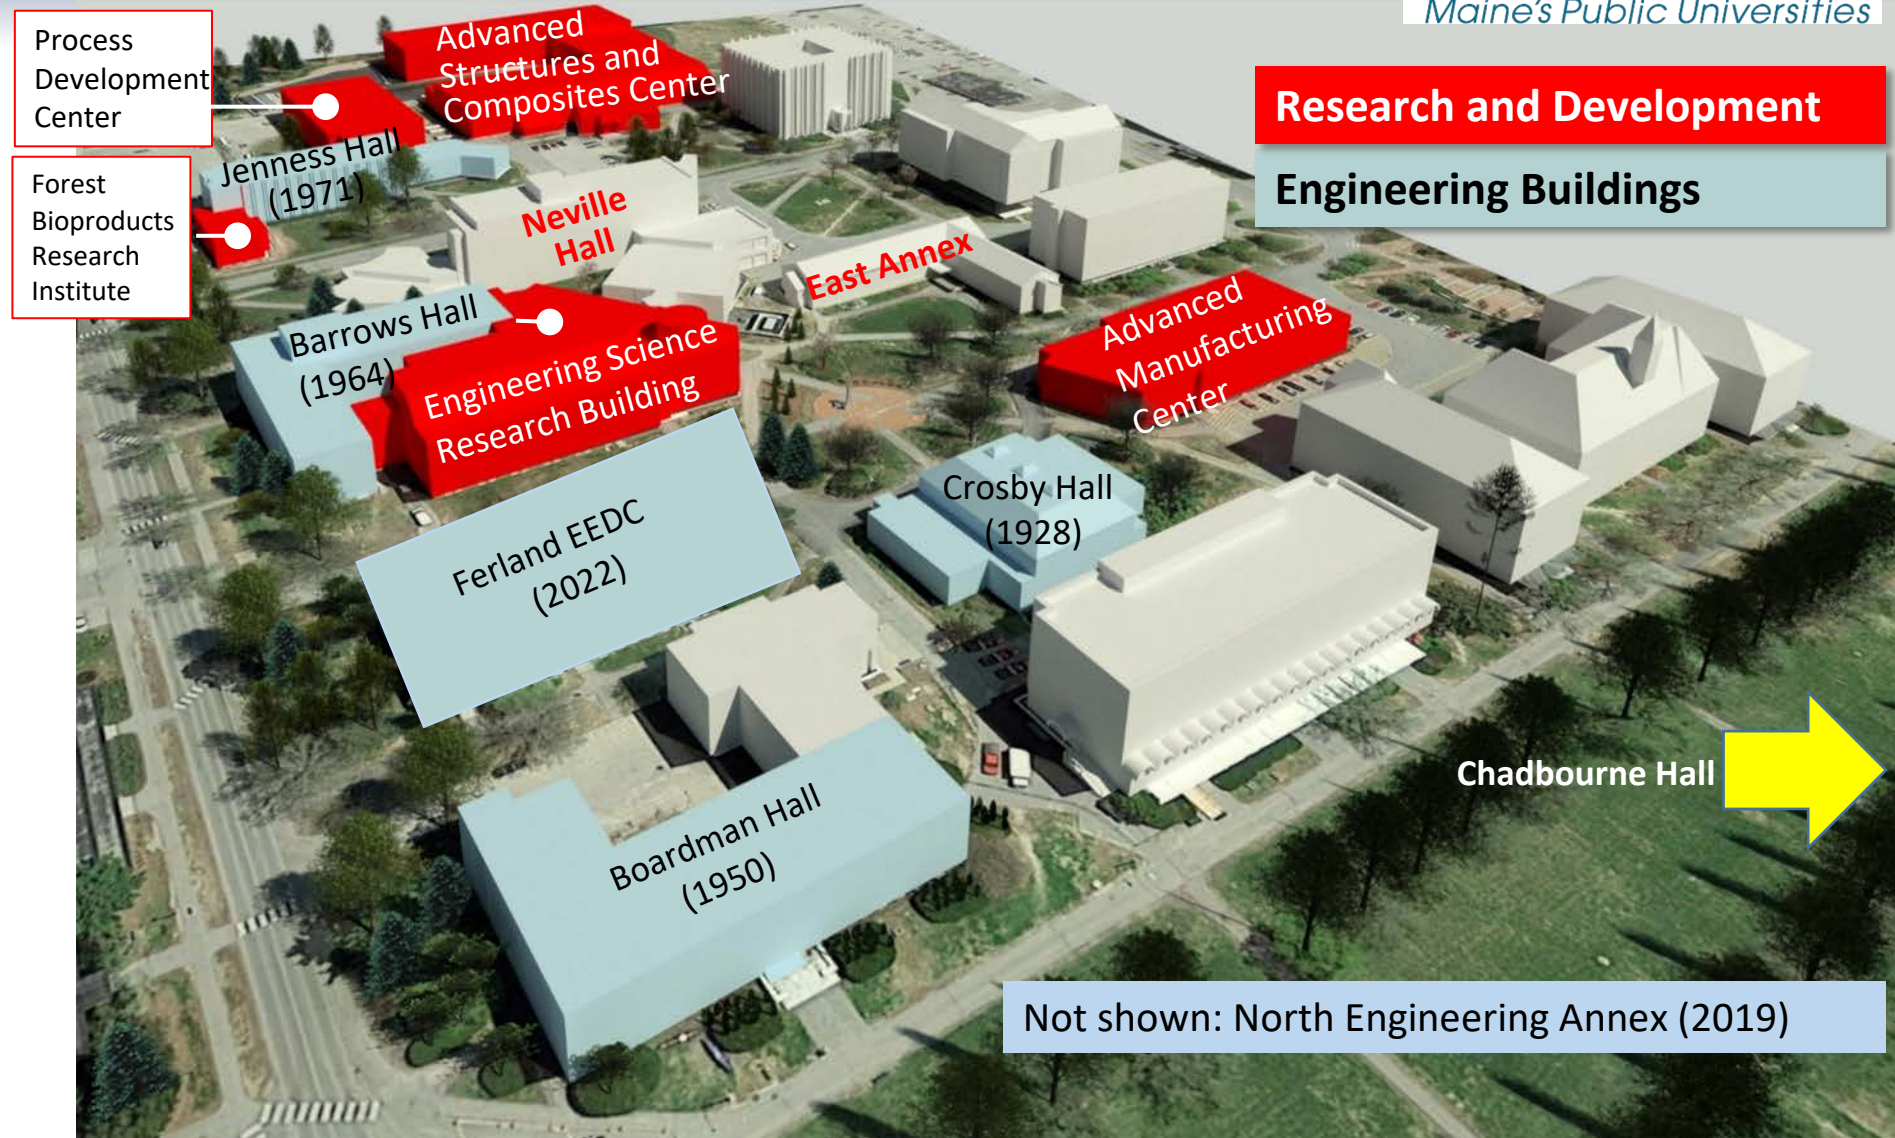 Maine's Public Universities
Process
Development
Center
Advanced
Structures and
Composites Center
Research and Development
Engineering Buildings
Jenness Hall
(1971)
Forest
Bioproducts
Research
Institute
Neville
Hall
East Annex
Barrows Hall
(1964)
Engineering Science
Research Building
Advanced
Manufacturing
Center
Crosby Hall
(1928)
Ferland EEDC
(2022)
Chadbourne Hall
Boardman Hall
(1950)
Not shown: North Engineering Annex (2019)